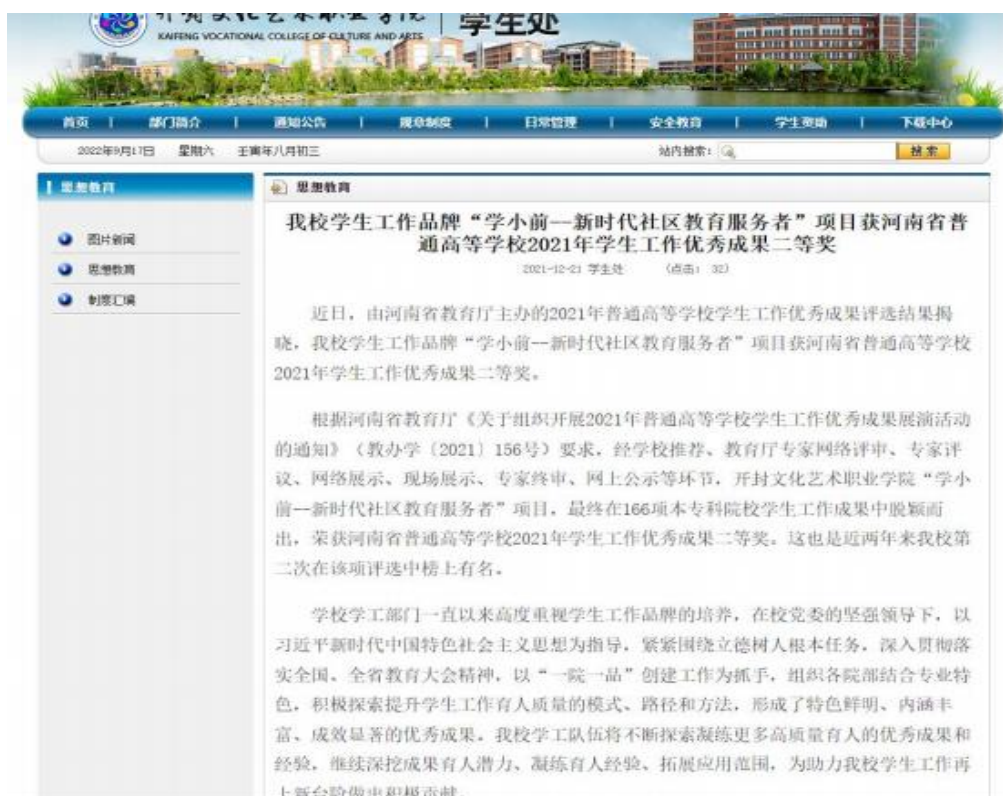 KAIFENG VOCATIONAL COLLEGE OF CULTURE AND ARTS
学生处
首页 | 部门简介 | 通知公告 | 规章制度 | 日常管理 | 安全教育 | 学生资助 | 下载中心
2022年9月17日 星期六 壬寅年八月初三 站内搜索： 搜索
思想教育
思想教育
图片新闻
思想教育
制度汇编
我校学生工作品牌“学小前—新时代社区教育服务者”项目获河南省普
通高等学校2021年学生工作优秀成果二等奖
2021-12-21 学生处 （点击： 32）
近日，由河南省教育厅主办的2021年普通高等学校学生工作优秀成果评选结果揭
晓，我校学生工作品牌“学小前—新时代社区教育服务者”项目获河南省普通高等学校
2021年学生工作优秀成果二等奖。
根据河南省教育厅《关于组织开展2021年普通高等学校学生工作优秀成果展演活动
的通知》（教办学〔2021〕156号）要求，经学校推荐、教育厅专家网络评审、专家评
议、网络展示、现场展示、专家终审、网上公示等环节，开封文化艺术职业学院“学小
前—新时代社区教育服务者”项目，最终在166项本专科院校学生工作成果中脱颖而
出，荣获河南省普通高等学校2021年学生工作优秀成果二等奖。这也是近两年来我校第
二次在该项评选中榜上有名。
学校学工部门一直以来高度重视学生工作品牌的培养，在校党委的坚强领导下，以
习近平新时代中国特色社会主义思想为指导，紧紧围绕立德树人根本任务，深入贯彻落
实全国、全省教育大会精神，以“一院一品”创建工作为抓手，组织各院部结合专业特
色，积极探索提升学生工作育人质量的模式、路径和方法，形成了特色鲜明、内涵丰
富、成效显著的优秀成果。我校学工队伍将不断探索凝练更多高质量育人的优秀成果和
经验，继续深挖成果育人潜力、凝练育人经验、拓展应用范围，为助力我校学生工作再
上新台阶做出积极贡献。